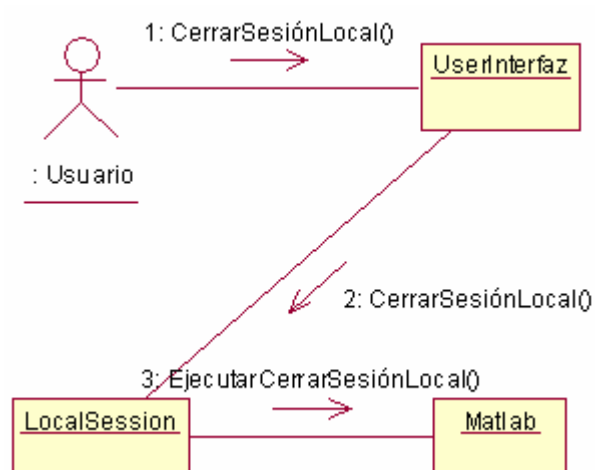 1: CerrarSesiónLocal()
UserInterfaz
: Usuario
2: CerrarSesiónLocal()
3: EjecutarCerrarSesiónLocal()
LocalSession
Matlab